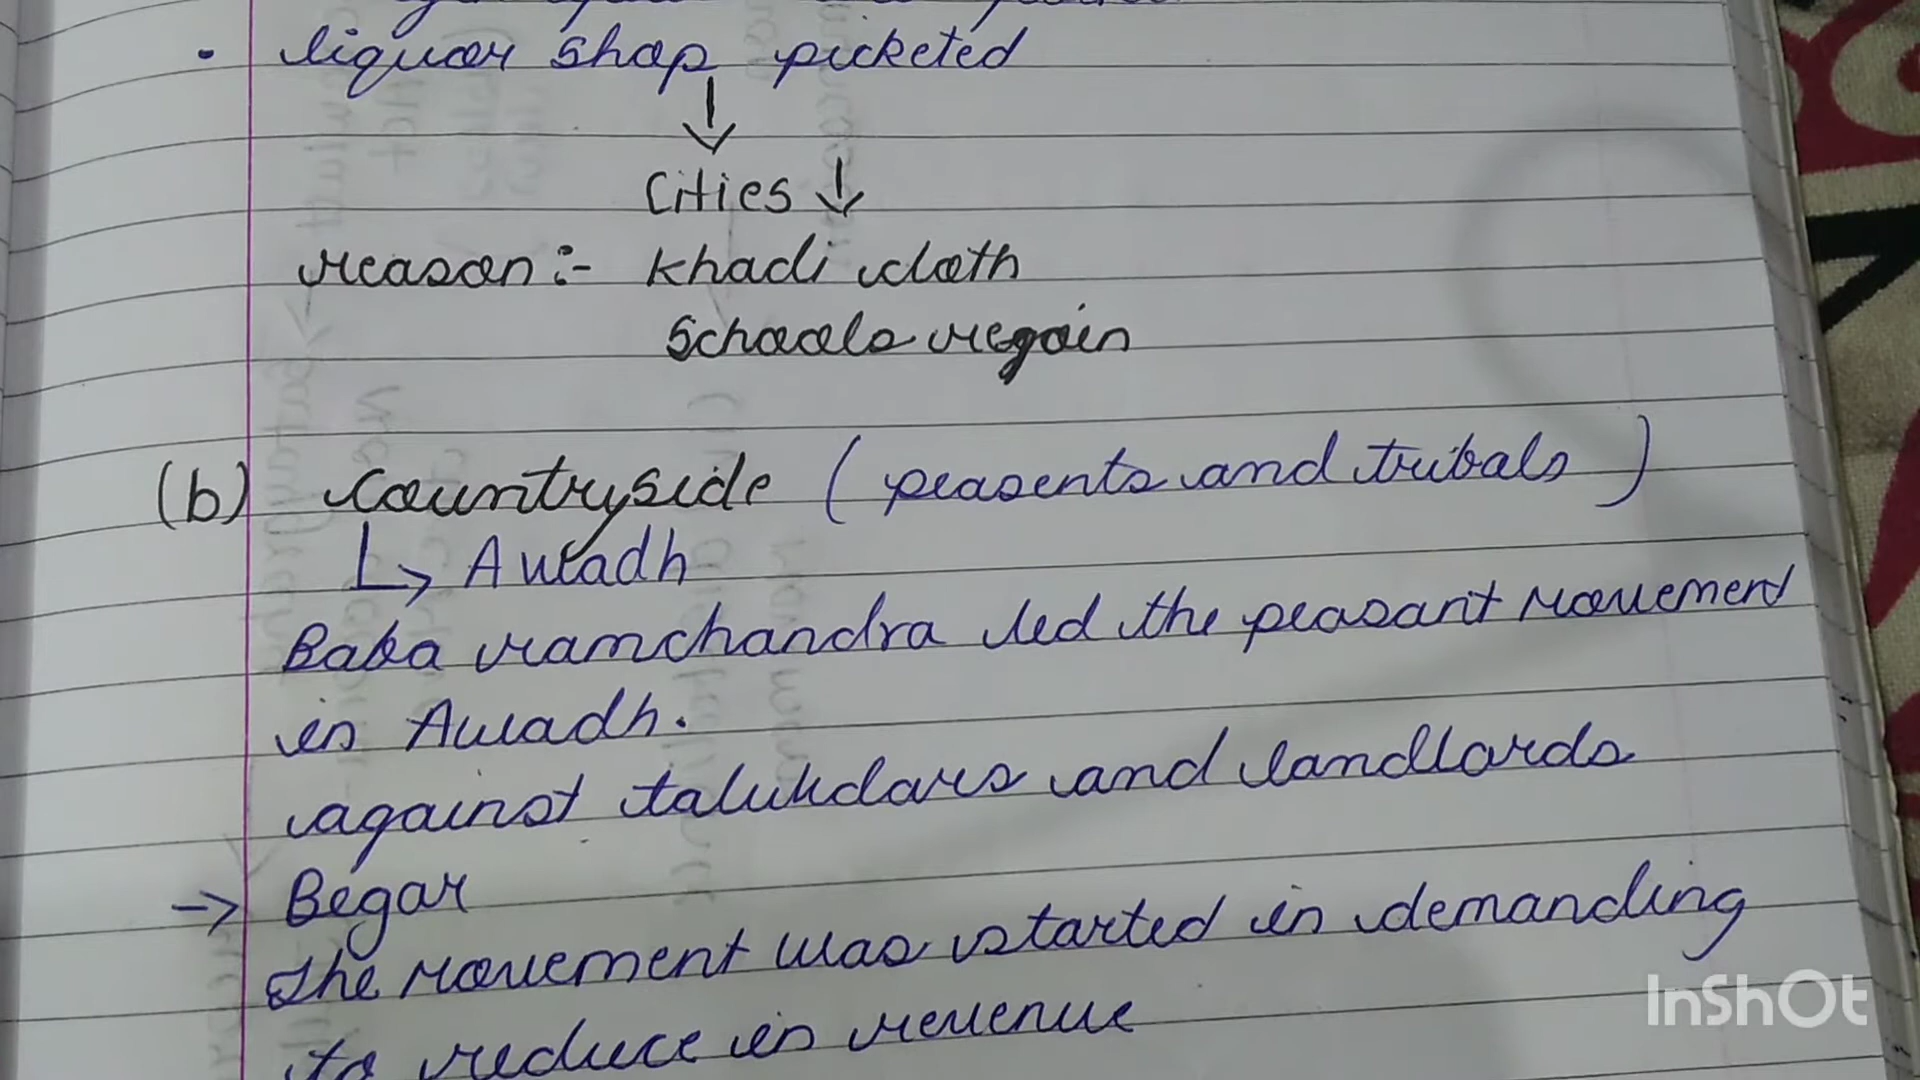 • liquor shop picketed
↓
Cities ↓
reason :- Khadi cloth
Schools regain
(b) Countryside ( peasents and tribals )
↳ Awadh
Baba ramchandra led the peasant movement
in Awadh.
against talukdars and landlords
→ Begar
The movement was started in demanding
to reduce in revenue
InShOt